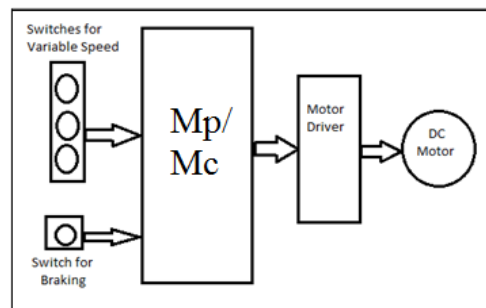 Switches for
Variable Speed
Mp/
Mc
Motor
Driver
DC
Motor
Switch for
Braking